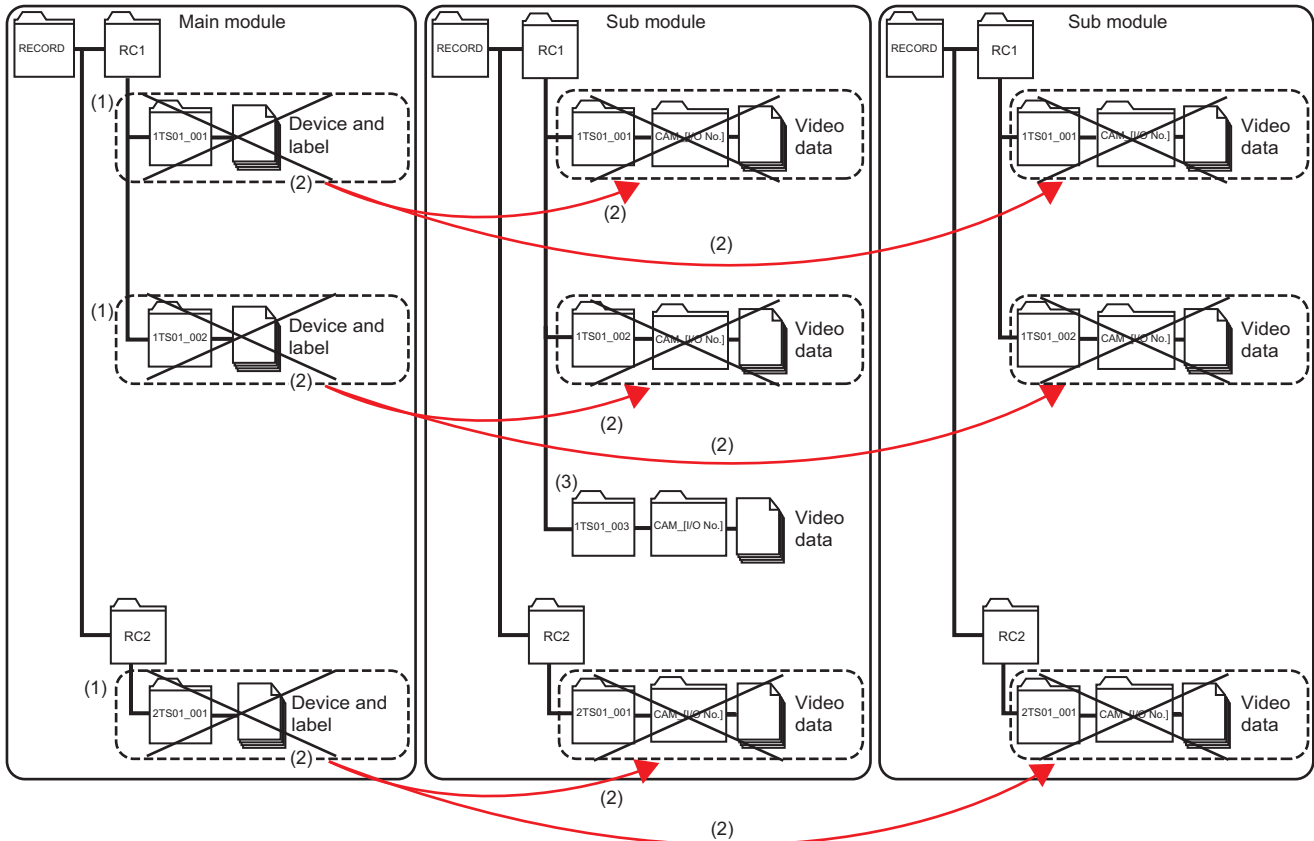 Main module
RECORD
RC1
(1)
1TS01_001
Device and
label
(2)
(1)
1TS01_002
Device and
label
(2)
RC2
(1)
2TS01_001
Device and
label
(2)
Sub module
RECORD
RC1
1TS01_001
CAM_[I/O No.]
Video
data
(2)
(2)
1TS01_002
CAM_[I/O No.]
Video
data
(2)
(2)
(3)
1TS01_003
CAM_[I/O No.]
Video
data
RC2
2TS01_001
CAM_[I/O No.]
Video
data
(2)
(2)
Sub module
RECORD
RC1
1TS01_001
CAM_[I/O No.]
Video
data
1TS01_002
CAM_[I/O No.]
Video
data
RC2
2TS01_001
CAM_[I/O No.]
Video
data